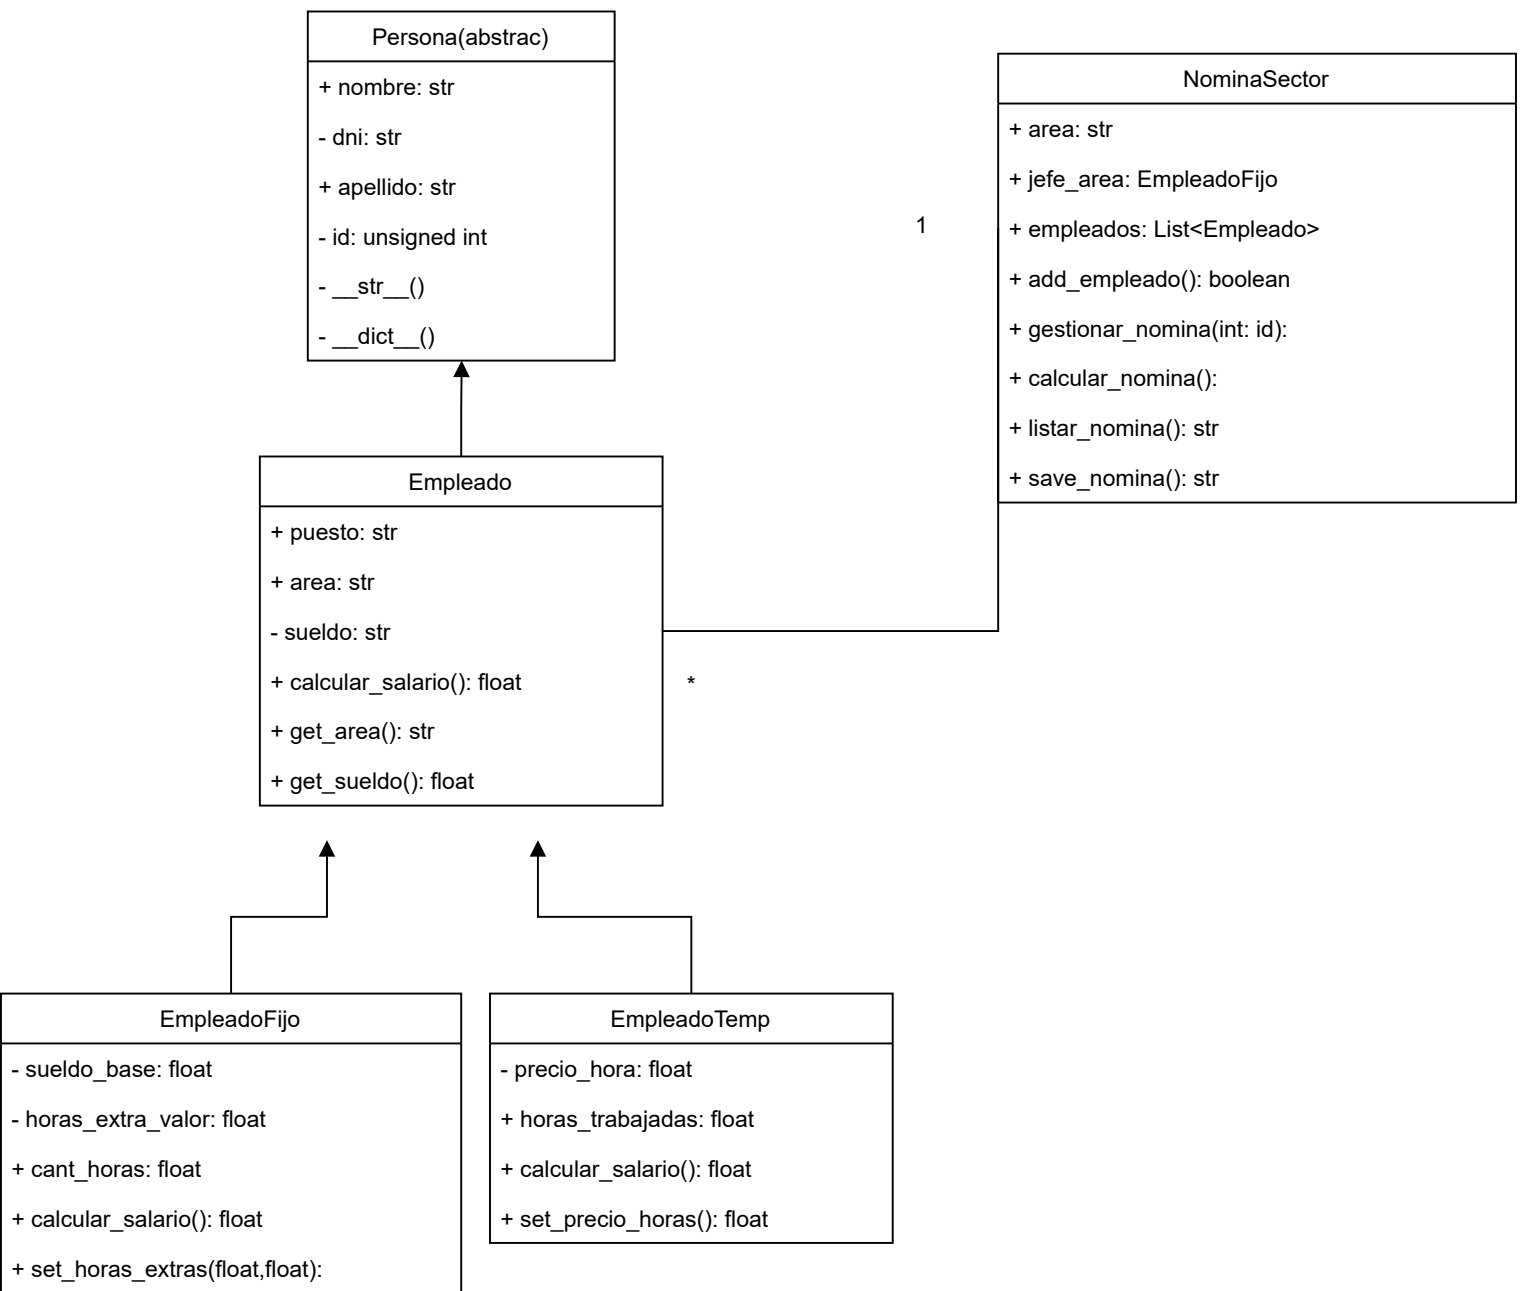 Persona(abstrac)
+ nombre: str
- dni: str
+ apellido: str
- id: unsigned int
- __str__()
- __dict__()
NominaSector
+ area: str
+ jefe_area: EmpleadoFijo
+ empleados: List<Empleado>
+ add_empleado(): boolean
+ gestionar_nomina(int: id):
+ calcular_nomina():
+ listar_nomina(): str
+ save_nomina(): str
1
Empleado
+ puesto: str
+ area: str
- sueldo: str
+ calcular_salario(): float
+ get_area(): str
+ get_sueldo(): float
*
EmpleadoFijo
- sueldo_base: float
- horas_extra_valor: float
+ cant_horas: float
+ calcular_salario(): float
+ set_horas_extras(float,float):
EmpleadoTemp
- precio_hora: float
+ horas_trabajadas: float
+ calcular_salario(): float
+ set_precio_horas(): float